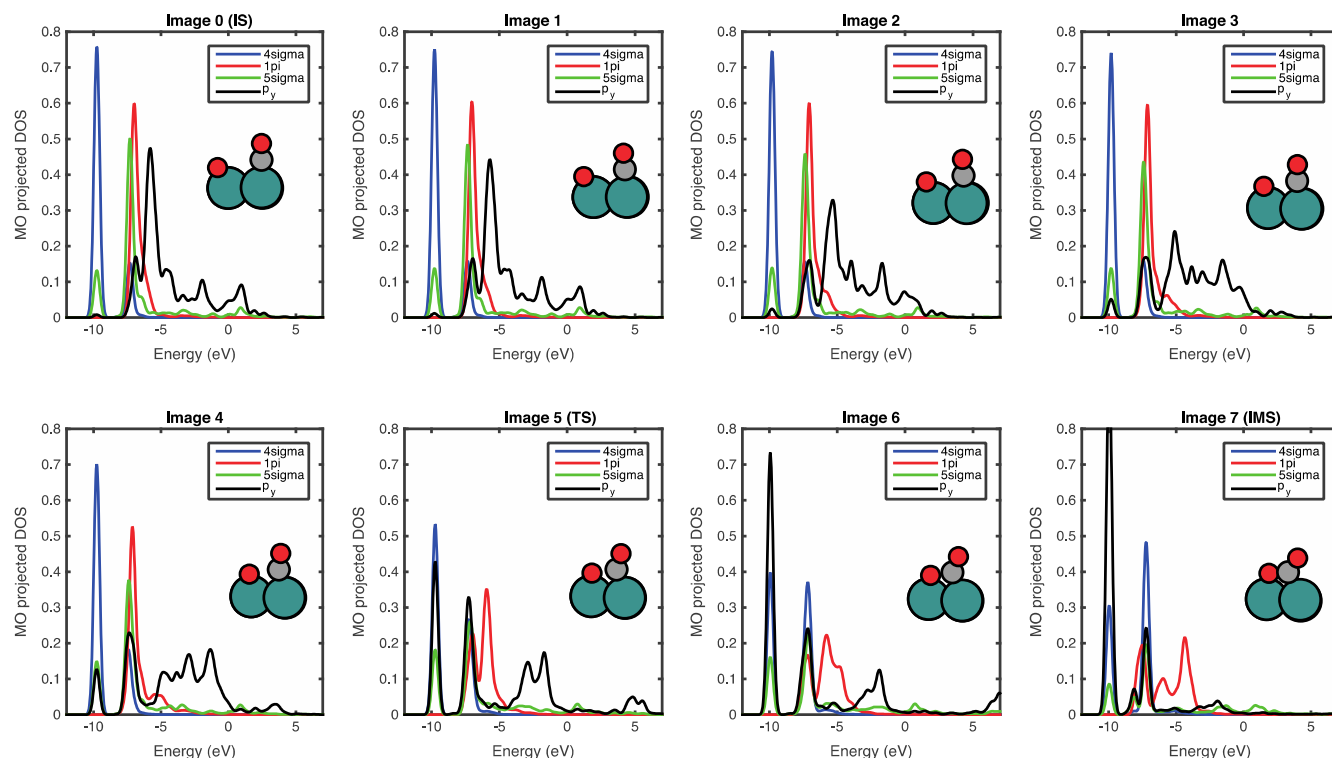 Image 0 (IS)
MO projected DOS
0.8
0.7
0.6
0.5
0.4
0.3
0.2
0.1
0
4sigma
1pi
5sigma
p_y
-10 -5 0 5
Energy (eV)
Image 1
MO projected DOS
0.8
0.7
0.6
0.5
0.4
0.3
0.2
0.1
0
4sigma
1pi
5sigma
p_y
-10 -5 0 5
Energy (eV)
Image 2
MO projected DOS
0.8
0.7
0.6
0.5
0.4
0.3
0.2
0.1
0
4sigma
1pi
5sigma
p_y
-10 -5 0 5
Energy (eV)
Image 3
MO projected DOS
0.8
0.7
0.6
0.5
0.4
0.3
0.2
0.1
0
4sigma
1pi
5sigma
p_y
-10 -5 0 5
Energy (eV)
Image 4
MO projected DOS
0.8
0.7
0.6
0.5
0.4
0.3
0.2
0.1
0
4sigma
1pi
5sigma
p_y
-10 -5 0 5
Energy (eV)
Image 5 (TS)
MO projected DOS
0.8
0.7
0.6
0.5
0.4
0.3
0.2
0.1
0
4sigma
1pi
5sigma
p_y
-10 -5 0 5
Energy (eV)
Image 6
MO projected DOS
0.8
0.7
0.6
0.5
0.4
0.3
0.2
0.1
0
4sigma
1pi
5sigma
p_y
-10 -5 0 5
Energy (eV)
Image 7 (IMS)
MO projected DOS
0.8
0.7
0.6
0.5
0.4
0.3
0.2
0.1
0
4sigma
1pi
5sigma
p_y
-10 -5 0 5
Energy (eV)